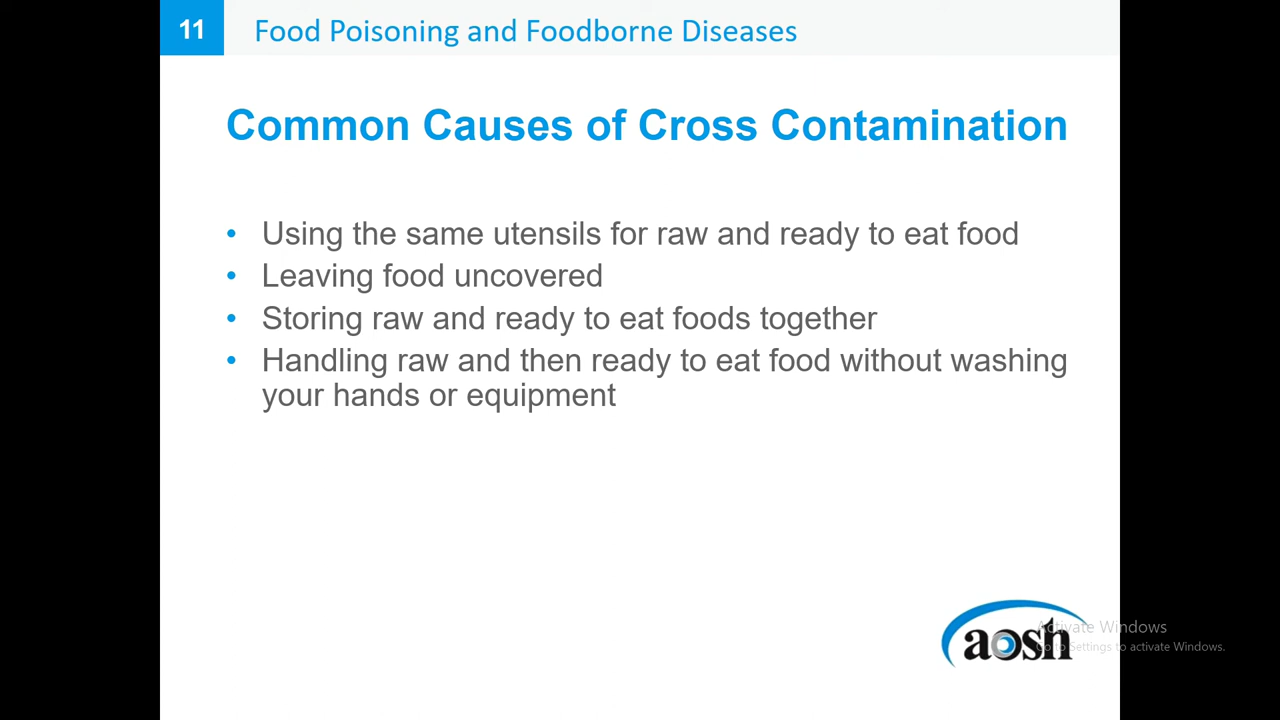 11
Food Poisoning and Foodborne Diseases
Common Causes of Cross Contamination
• Using the same utensils for raw and ready to eat food
• Leaving food uncovered
• Storing raw and ready to eat foods together
• Handling raw and then ready to eat food without washing
your hands or equipment
aosh
Activate Windows
Go to Settings to activate Windows.